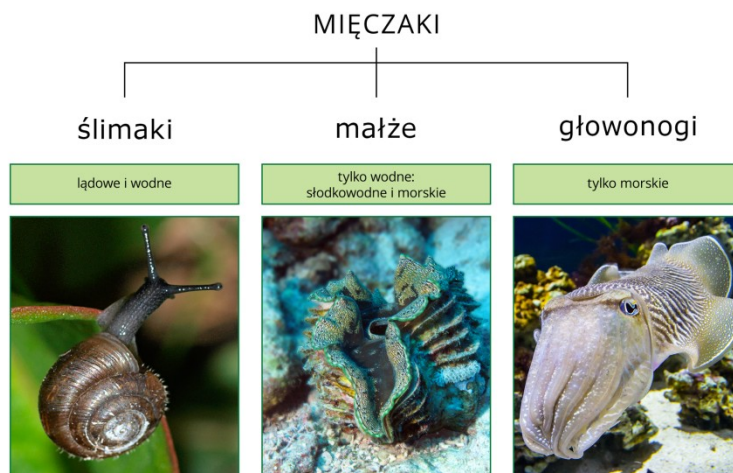 MIĘCZAKI
ślimaki
małże
głowonogi
lądowe i wodne
tylko wodne:
słodkowodne i morskie
tylko morskie